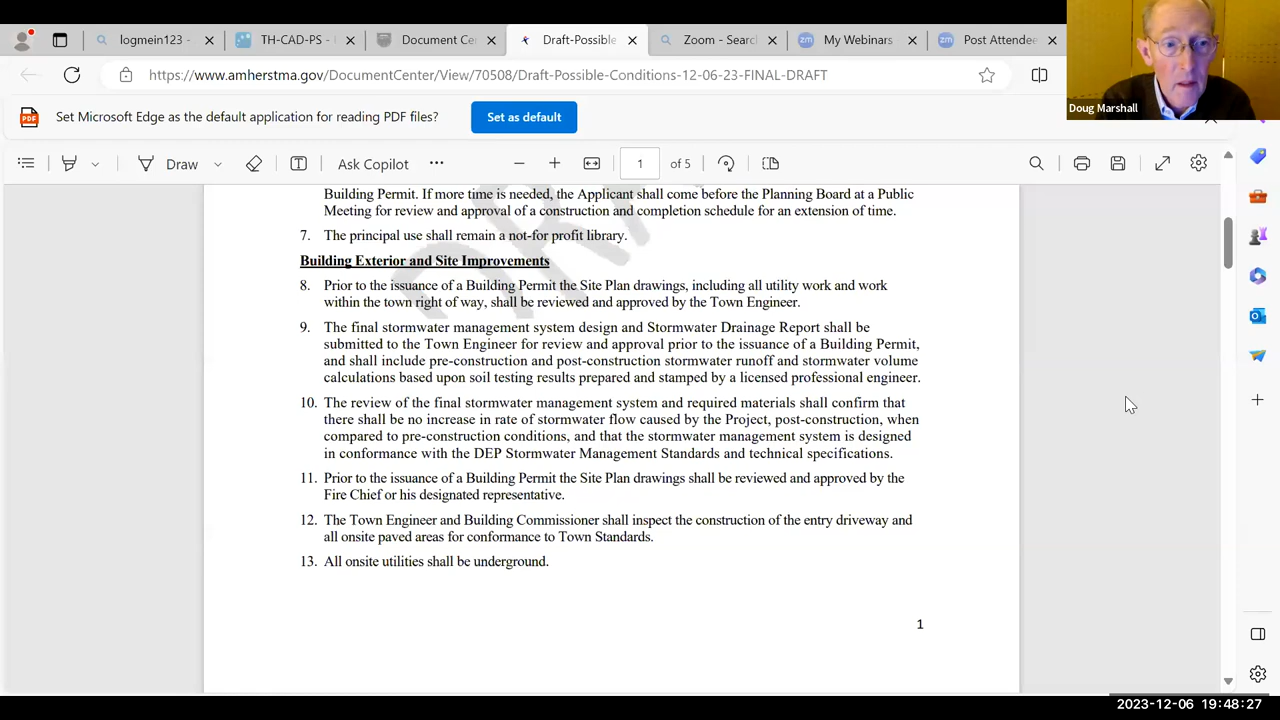 logmein123 -
TH-CAD-PS -
Document Cen
Draft-Possible
Zoom - Search
My Webinars
Post Attendee
Doug Marshall
https://www.amherstma.gov/DocumentCenter/View/70508/Draft-Possible-Conditions-12-06-23-FINAL-DRAFT
PDF
Set Microsoft Edge as the default application for reading PDF files?
Set as default
Draw
Ask Copilot
1
of 5
Building Permit. If more time is needed, the Applicant shall come before the Planning Board at a Public
Meeting for review and approval of a construction and completion schedule for an extension of time.
7. The principal use shall remain a not-for profit library.
Building Exterior and Site Improvements
8. Prior to the issuance of a Building Permit the Site Plan drawings, including all utility work and work
within the town right of way, shall be reviewed and approved by the Town Engineer.
9. The final stormwater management system design and Stormwater Drainage Report shall be
submitted to the Town Engineer for review and approval prior to the issuance of a Building Permit,
and shall include pre-construction and post-construction stormwater runoff and stormwater volume
calculations based upon soil testing results prepared and stamped by a licensed professional engineer.
10. The review of the final stormwater management system and required materials shall confirm that
there shall be no increase in rate of stormwater flow caused by the Project, post-construction, when
compared to pre-construction conditions, and that the stormwater management system is designed
in conformance with the DEP Stormwater Management Standards and technical specifications.
11. Prior to the issuance of a Building Permit the Site Plan drawings shall be reviewed and approved by the
Fire Chief or his designated representative.
12. The Town Engineer and Building Commissioner shall inspect the construction of the entry driveway and
all onsite paved areas for conformance to Town Standards.
13. All onsite utilities shall be underground.
1
2023-12-06 19:48:27